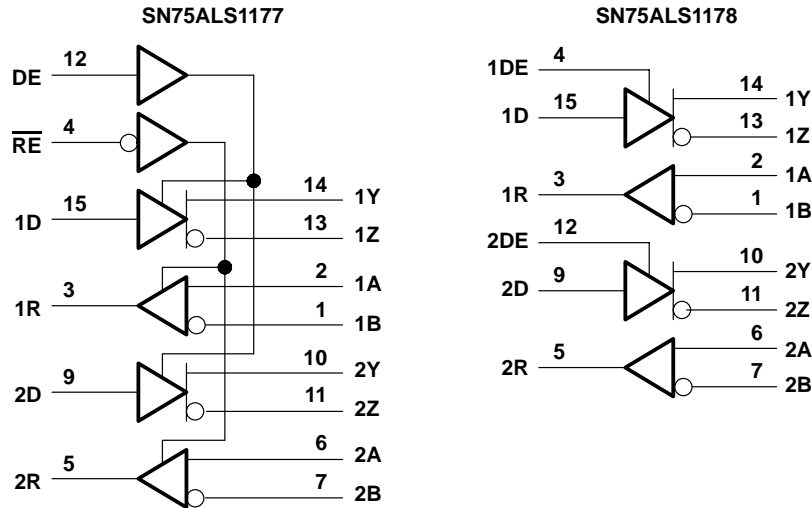 SN75ALS1177
DE 12
RE 4
1D 15
14 1Y
13 1Z
1R 3
2 1A
1 1B
2D 9
10 2Y
11 2Z
2R 5
6 2A
7 2B
SN75ALS1178
1DE 4
1D 15
14 1Y
13 1Z
1R 3
2 1A
1 1B
2DE 12
2D 9
10 2Y
11 2Z
2R 5
6 2A
7 2B